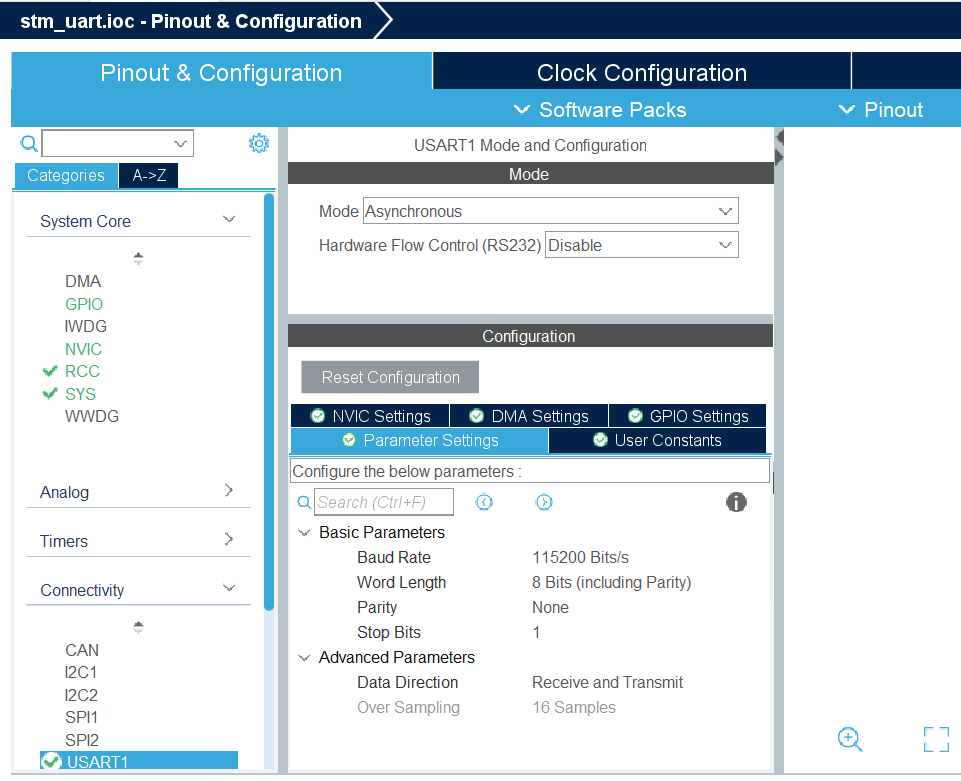 stm_uart.ioc - Pinout & Configuration
Pinout & Configuration
Clock Configuration
Software Packs
Pinout
Categories
A->Z
System Core
DMA
GPIO
IWDG
NVIC
RCC
SYS
WWDG
Analog
Timers
Connectivity
CAN
I2C1
I2C2
SPI1
SPI2
USART1
USART1 Mode and Configuration
Mode
Mode Asynchronous
Hardware Flow Control (RS232) Disable
Configuration
Reset Configuration
NVIC Settings DMA Settings GPIO Settings
Parameter Settings User Constants
Configure the below parameters :
Search (Ctrl+F)
Basic Parameters
Baud Rate 115200 Bits/s
Word Length 8 Bits (including Parity)
Parity None
Stop Bits 1
Advanced Parameters
Data Direction Receive and Transmit
Over Sampling 16 Samples